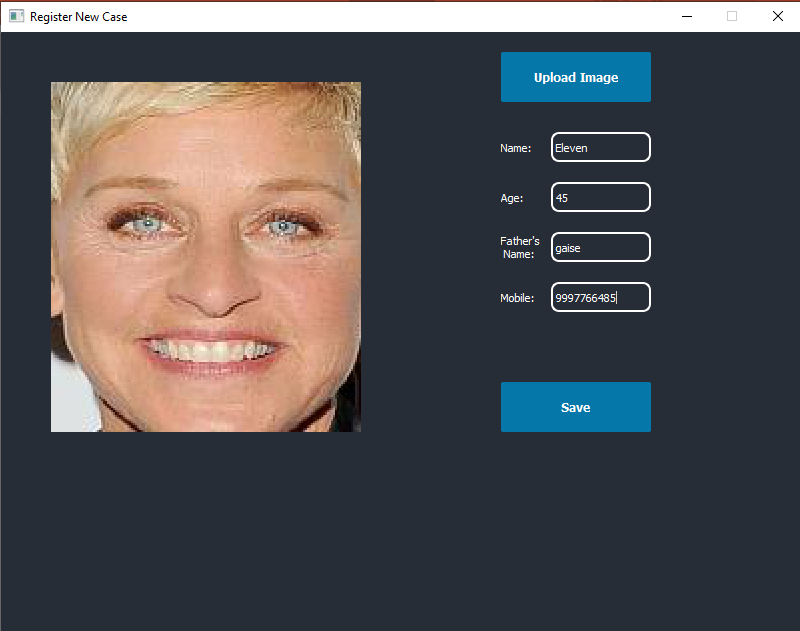 Register New Case
Upload Image
Name: Eleven
Age: 45
Father's
Name: gaise
Mobile: 9997766485
Save